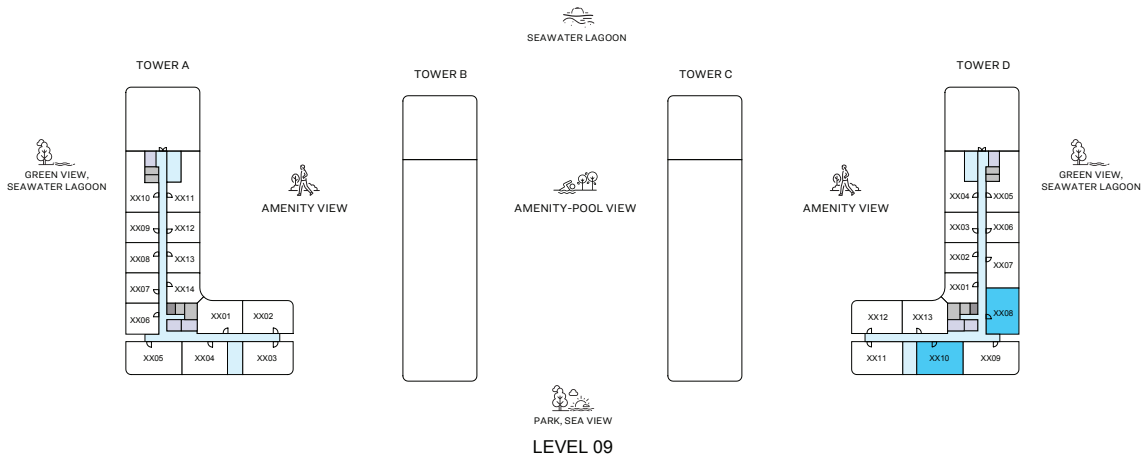 SEAWATER LAGOON
TOWER A
TOWER B
TOWER C
TOWER D
GREEN VIEW,
SEAWATER LAGOON
AMENITY VIEW
AMENITY-POOL VIEW
AMENITY VIEW
GREEN VIEW,
SEAWATER LAGOON
XX10 XX11
XX09 XX12
XX08 XX13
XX07 XX14
XX06
XX01 XX02
XX05 XX04 XX03
XX04 XX05
XX03 XX06
XX02 XX07
XX01
XX08
XX12 XX13
XX11 XX10 XX09
PARK, SEA VIEW
LEVEL 09